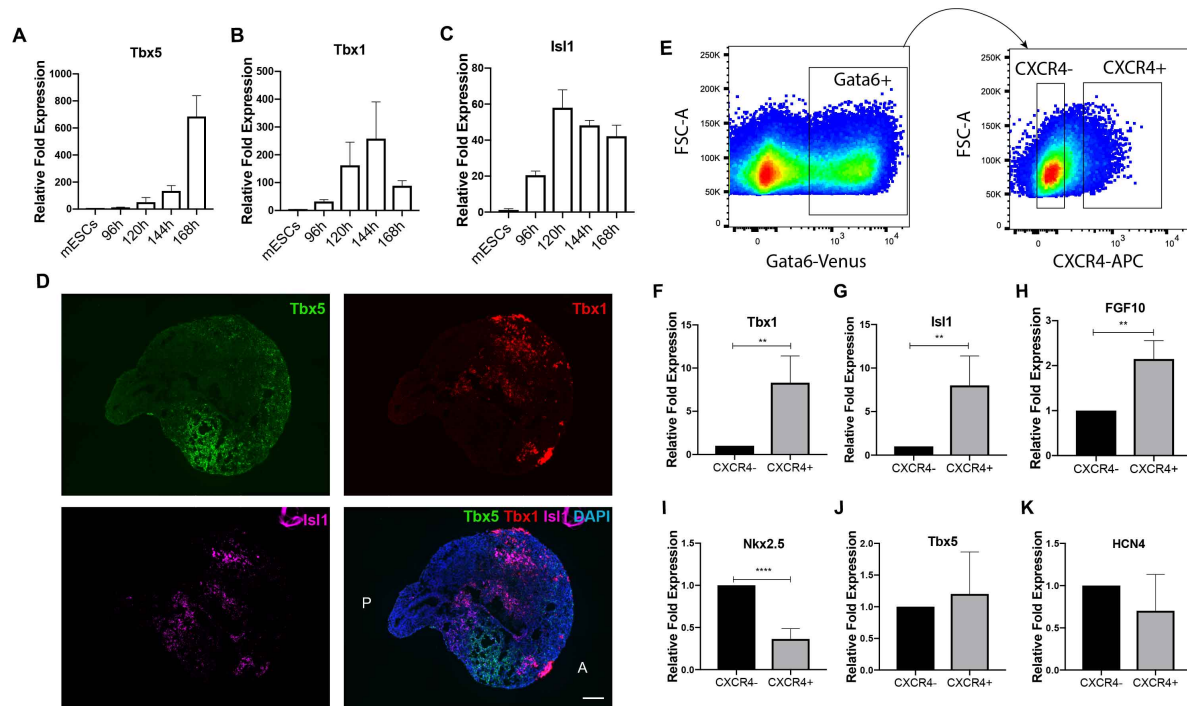 A
Tbx5
Relative Fold Expression
1000
800
600
400
200
0
mESCs
96h
120h
144h
168h
B
Tbx1
Relative Fold Expression
500
400
300
200
100
0
mESCs
96h
120h
144h
168h
C
Isl1
Relative Fold Expression
80
60
40
20
0
mESCs
96h
120h
144h
168h
D
Tbx5
Tbx1
Isl1
Tbx5 Tbx1 Isl1 DAPI
P
A
E
FSC-A
250K
200K
150K
100K
50K
0
Gata6+
0
10³
10⁴
Gata6-Venus
FSC-A
250K
200K
150K
100K
50K
0
CXCR4-
CXCR4+
0
10³
10⁴
CXCR4-APC
F
Tbx1
Relative Fold Expression
15
10
5
0
**
CXCR4-
CXCR4+
G
Isl1
Relative Fold Expression
15
10
5
0
**
CXCR4-
CXCR4+
H
FGF10
Relative Fold Expression
3
2
1
0
**
CXCR4-
CXCR4+
I
Nkx2.5
Relative Fold Expression
1.5
1.0
0.5
0.0
****
CXCR4-
CXCR4+
J
Tbx5
Relative Fold Expression
2.0
1.5
1.0
0.5
0.0
CXCR4-
CXCR4+
K
HCN4
Relative Fold Expression
1.5
1.0
0.5
0.0
CXCR4-
CXCR4+